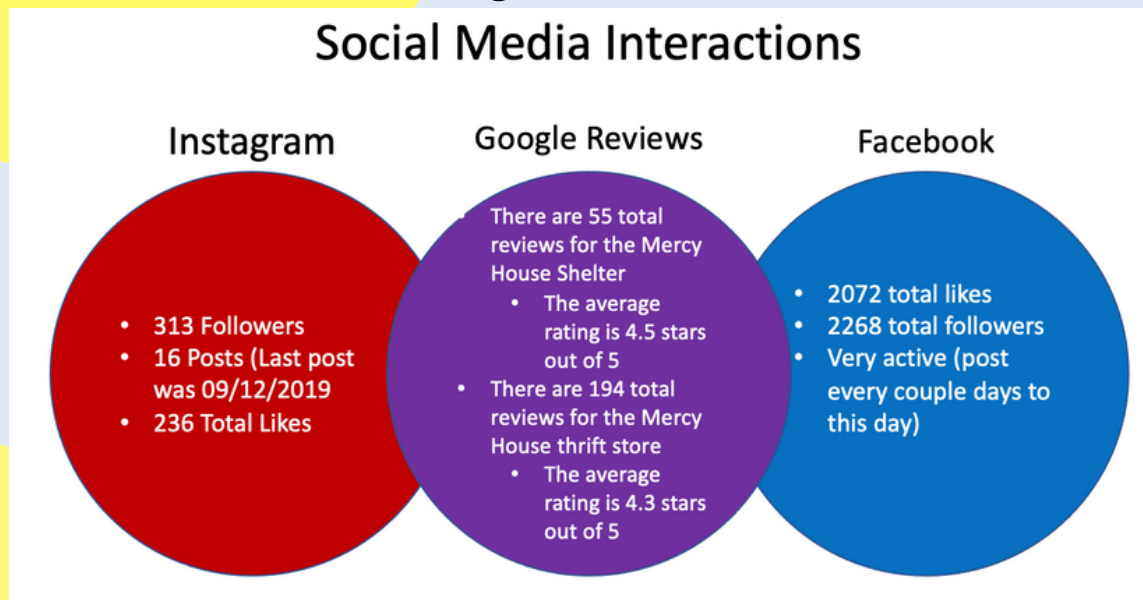 Social Media Interactions
Instagram
• 313 Followers
• 16 Posts (Last post
was 09/12/2019
• 236 Total Likes
Google Reviews
• There are 55 total
reviews for the Mercy
House Shelter
• The average
rating is 4.5 stars
out of 5
• There are 194 total
reviews for the Mercy
House thrift store
• The average
rating is 4.3 stars
out of 5
Facebook
• 2072 total likes
• 2268 total followers
• Very active (post
every couple days to
this day)